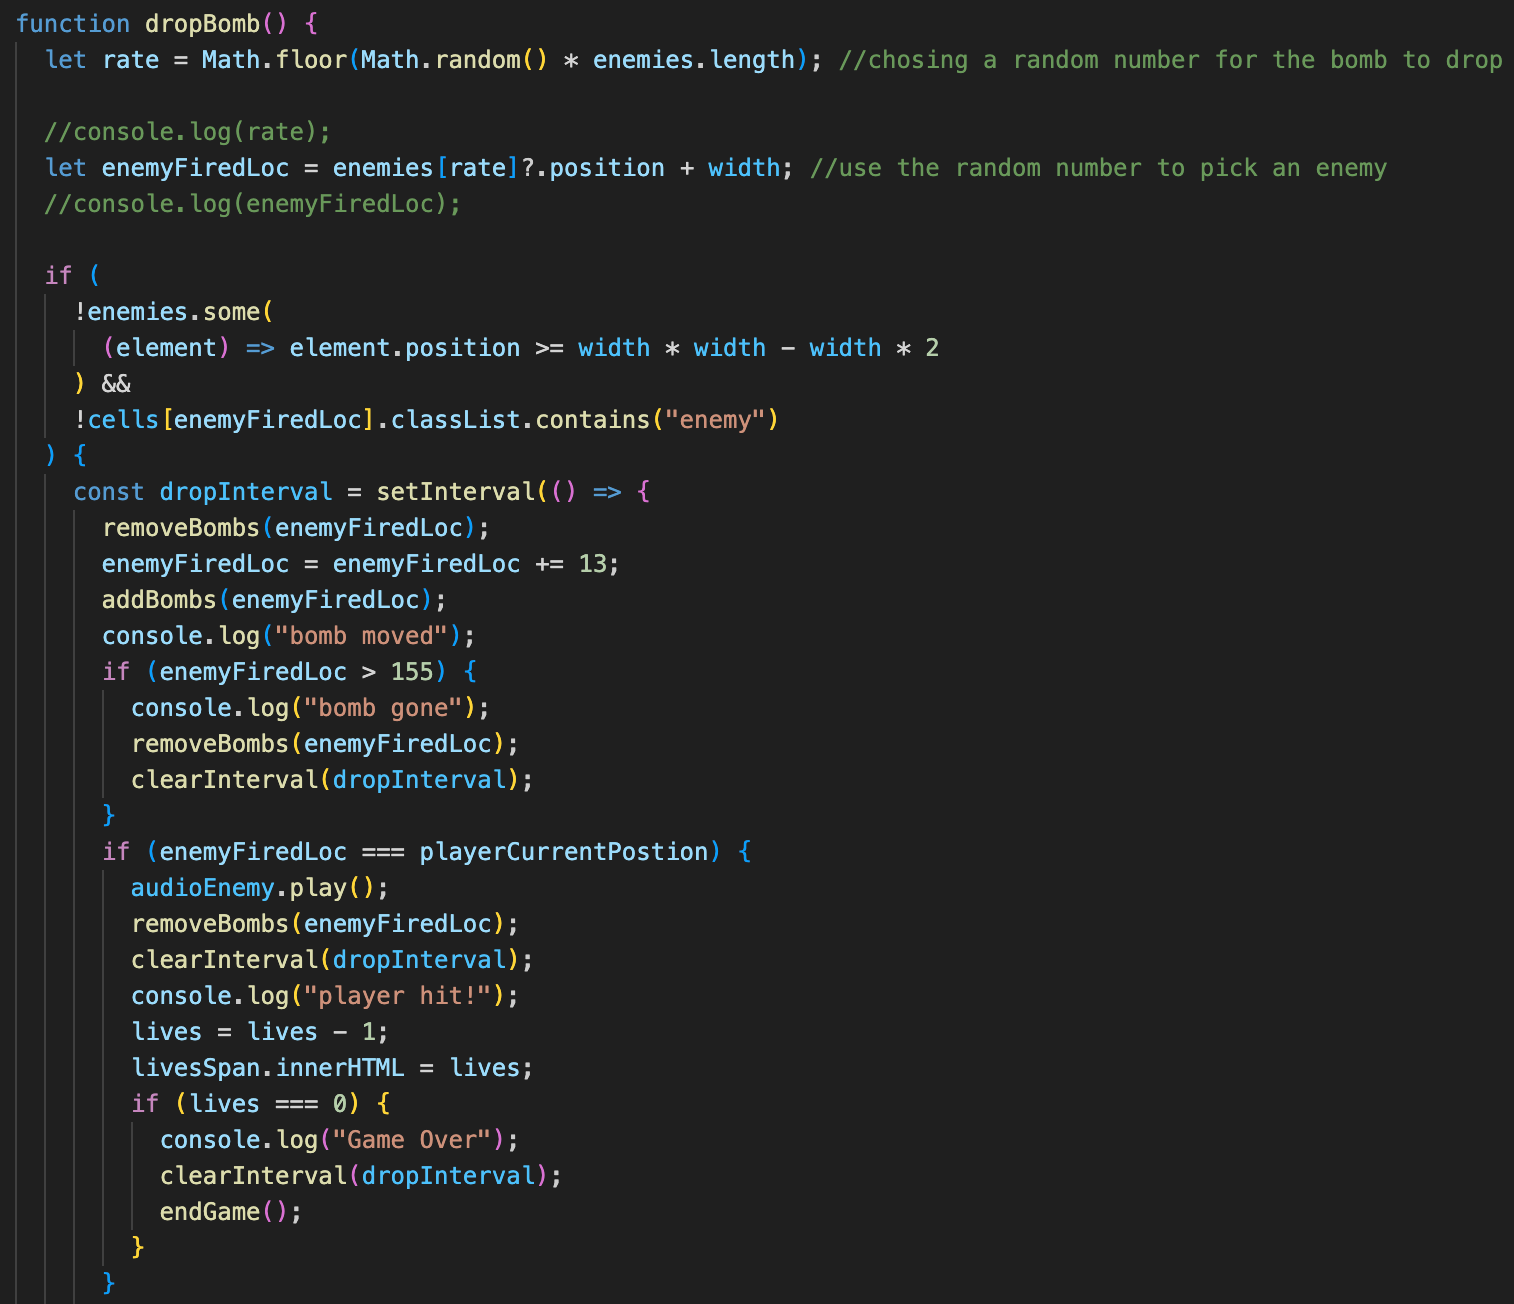 function dropBomb() {
let rate = Math.floor(Math.random() * enemies.length); //chosing a random number for the bomb to drop
//console.log(rate);
let enemyFiredLoc = enemies[rate]?.position + width; //use the random number to pick an enemy
//console.log(enemyFiredLoc);
if (
!enemies.some(
(element) => element.position >= width * width - width * 2
) &&
!cells[enemyFiredLoc].classList.contains("enemy")
) {
const dropInterval = setInterval(() => {
removeBombs(enemyFiredLoc);
enemyFiredLoc = enemyFiredLoc += 13;
addBombs(enemyFiredLoc);
console.log("bomb moved");
if (enemyFiredLoc > 155) {
console.log("bomb gone");
removeBombs(enemyFiredLoc);
clearInterval(dropInterval);
}
if (enemyFiredLoc === playerCurrentPostion) {
audioEnemy.play();
removeBombs(enemyFiredLoc);
clearInterval(dropInterval);
console.log("player hit!");
lives = lives - 1;
livesSpan.innerHTML = lives;
if (lives === 0) {
console.log("Game Over");
clearInterval(dropInterval);
endGame();
}
}